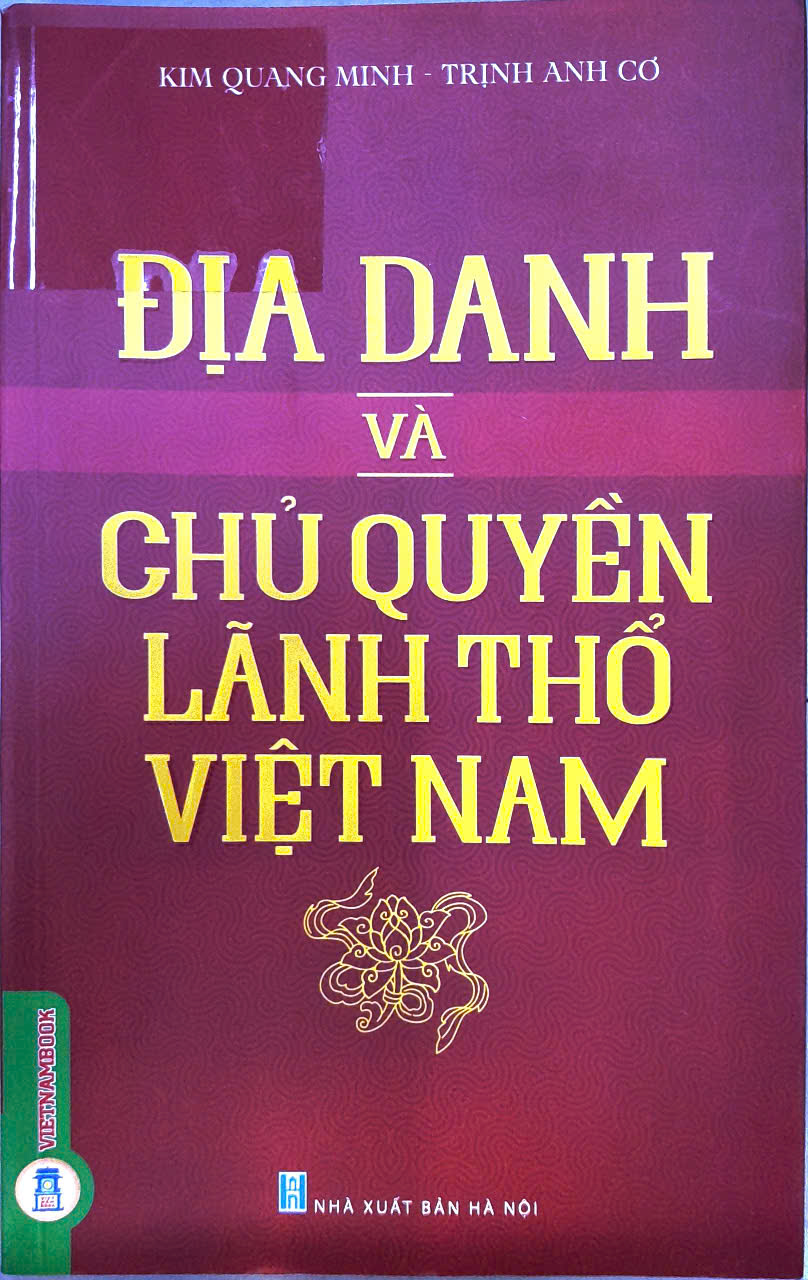 KIM QUANG MINH - TRỊNH ANH CƠ
ĐỊA DANH
VÀ
CHỦ QUYỀN
LÃNH THỔ
VIỆT NAM
VIETNAMBOOK
NHÀ XUẤT BẢN HÀ NỘI